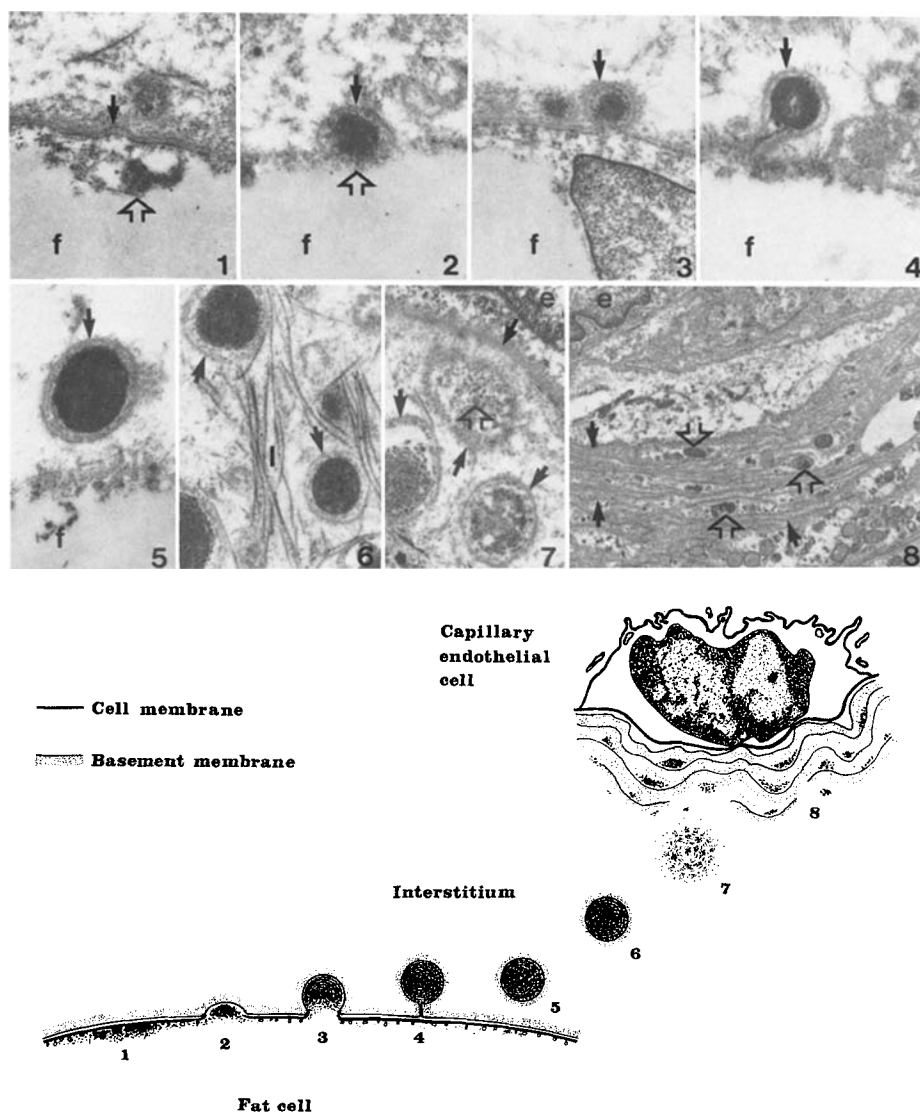 f
1
f
2
f
3
f
4
f
5
I
6
e
7
e
8
Capillary
endothelial
cell
Cell membrane
Basement membrane
8
7
Interstitium
6
5
1
2
3
4
Fat cell